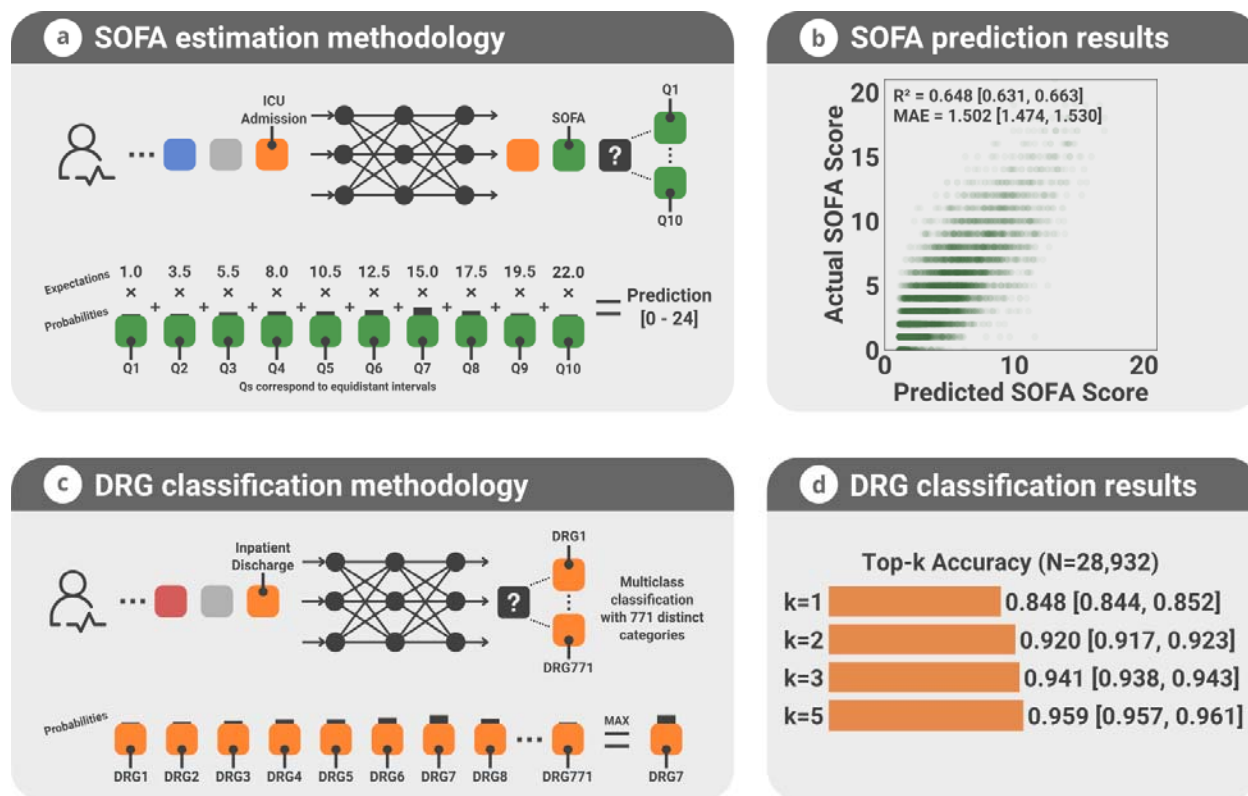 a SOFA estimation methodology
ICU
Admission
SOFA
?
Q1
Q10
Expectations 1.0 3.5 5.5 8.0 10.5 12.5 15.0 17.5 19.5 22.0
× × × × × × × × × ×
+ + + + + + + + +
Probabilities
= Prediction
[0 - 24]
Q1 Q2 Q3 Q4 Q5 Q6 Q7 Q8 Q9 Q10
Qs correspond to equidistant intervals
b SOFA prediction results
R² = 0.648 [0.631, 0.663]
MAE = 1.502 [1.474, 1.530]
Actual SOFA Score
20
15
10
5
0
0 10 20
Predicted SOFA Score
c DRG classification methodology
Inpatient
Discharge
?
DRG1
DRG771
Multiclass
classification
with 771 distinct
categories
Probabilities
... MAX =
DRG1 DRG2 DRG3 DRG4 DRG5 DRG6 DRG7 DRG8 DRG771 DRG7
d DRG classification results
Top-k Accuracy (N=28,932)
k=1 0.848 [0.844, 0.852]
k=2 0.920 [0.917, 0.923]
k=3 0.941 [0.938, 0.943]
k=5 0.959 [0.957, 0.961]